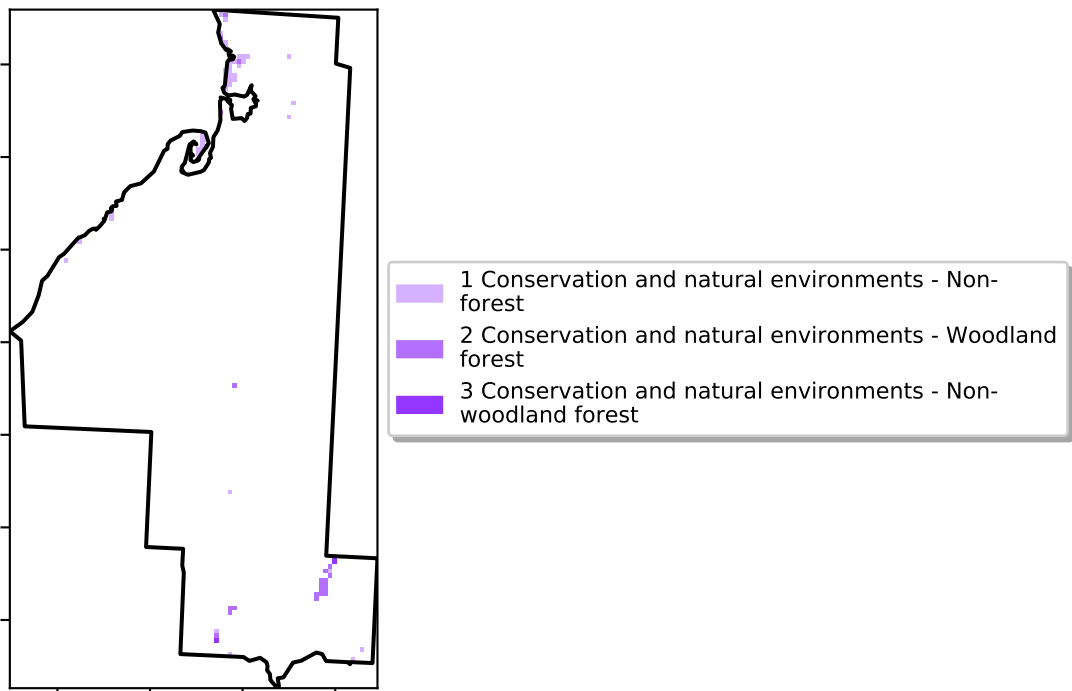 1 Conservation and natural environments - Non-
forest
2 Conservation and natural environments - Woodland
forest
3 Conservation and natural environments - Non-
woodland forest